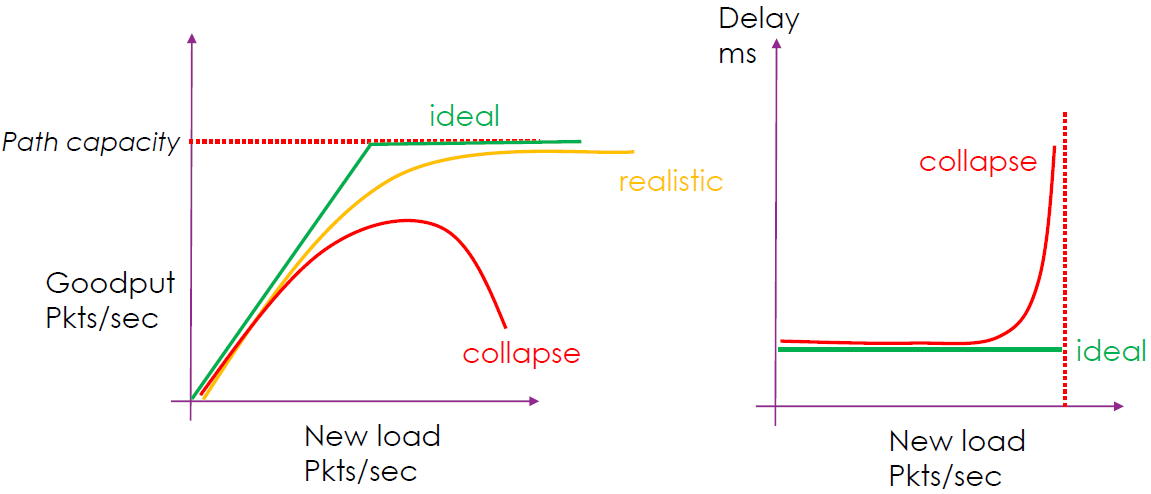 ideal
Path capacity
realistic
Goodput
Pkts/sec
collapse
New load
Pkts/sec
Delay
ms
collapse
ideal
New load
Pkts/sec